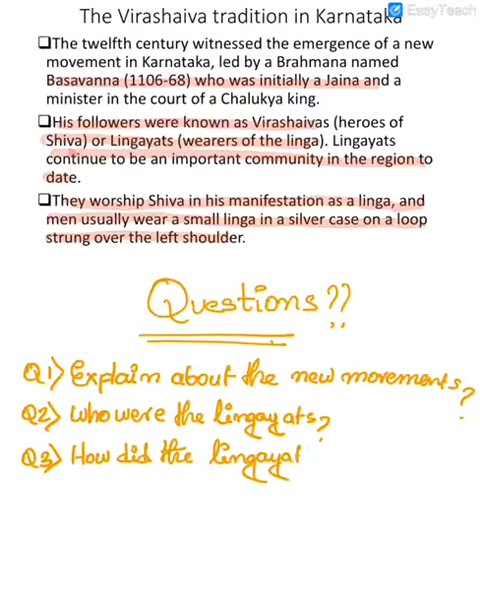 The Virashaiva tradition in Karnataka
EasyTeach
❑The twelfth century witnessed the emergence of a new
movement in Karnataka, led by a Brahmana named
Basavanna (1106-68) who was initially a Jaina and a
minister in the court of a Chalukya king.
❑His followers were known as Virashaivas (heroes of
Shiva) or Lingayats (wearers of the linga). Lingayats
continue to be an important community in the region to
date.
❑They worship Shiva in his manifestation as a linga, and
men usually wear a small linga in a silver case on a loop
strung over the left shoulder.
Questions??
Q1) Explain about the new movements?
Q2) Who were the lingayats?
Q3) How did the lingayat